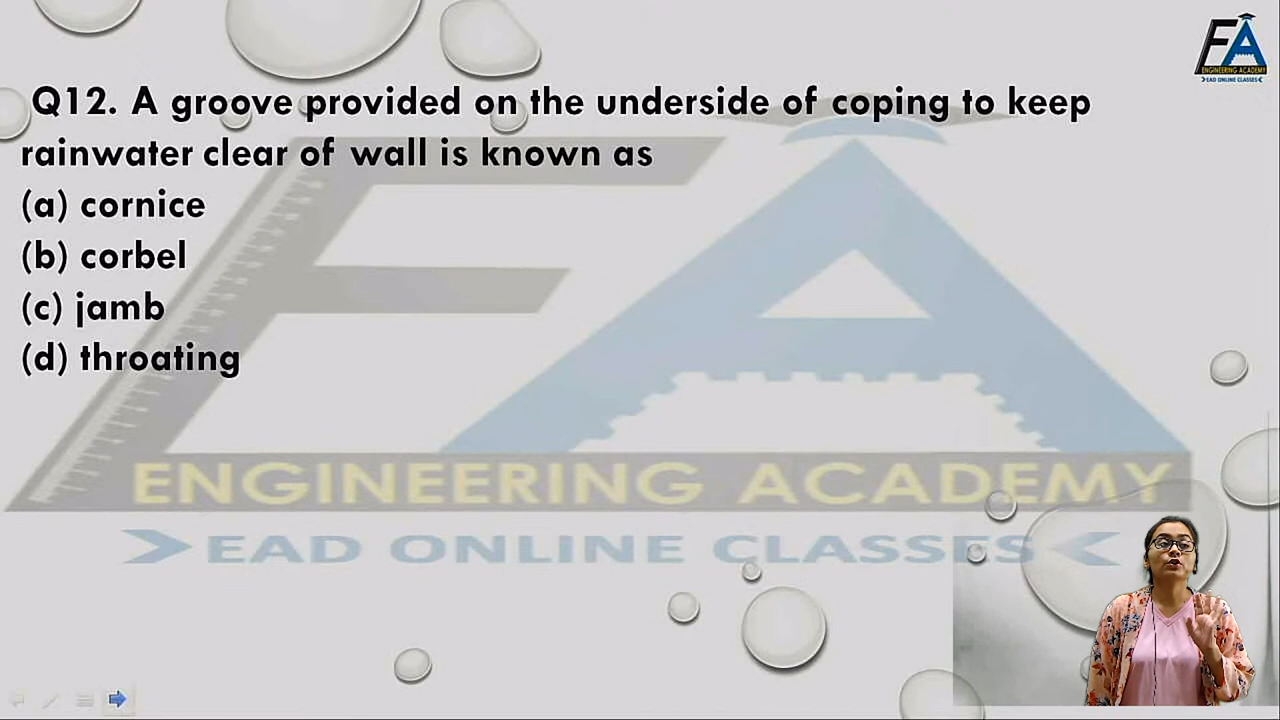 EA
ENGINEERING ACADEMY
EAD ONLINE CLASSES
Q12. A groove provided on the underside of coping to keep
rainwater clear of wall is known as
(a) cornice
(b) corbel
(c) jamb
(d) throating
ENGINEERING ACADEMY
EAD ONLINE CLASSES